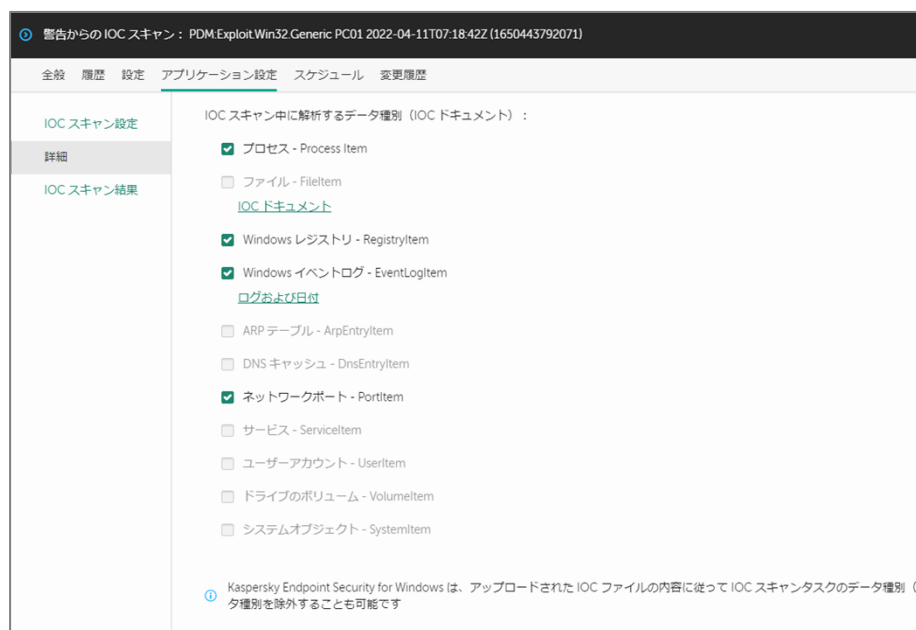 警告からの IOC スキャン： PDM:Exploit.Win32.Generic PC01 2022-04-11T07:18:42Z (1650443792071)
全般 履歴 設定 アプリケーション設定 スケジュール 変更履歴
IOC スキャン設定
詳細
IOC スキャン結果
IOC スキャン中に解析するデータ種別（IOC ドキュメント）：
プロセス - Process Item
ファイル - FileItem
IOC ドキュメント
Windows レジストリ - RegistryItem
Windows イベントログ - EventLogItem
ログおよび日付
ARP テーブル - ArpEntryItem
DNS キャッシュ - DnsEntryItem
ネットワークポート - PortItem
サービス - ServiceItem
ユーザーアカウント - UserItem
ドライブのボリューム - VolumeItem
システムオブジェクト - SystemItem
Kaspersky Endpoint Security for Windows は、アップロードされた IOC ファイルの内容に従って IOC スキャンタスクのデータ種別（
タ種別を除外することも可能です